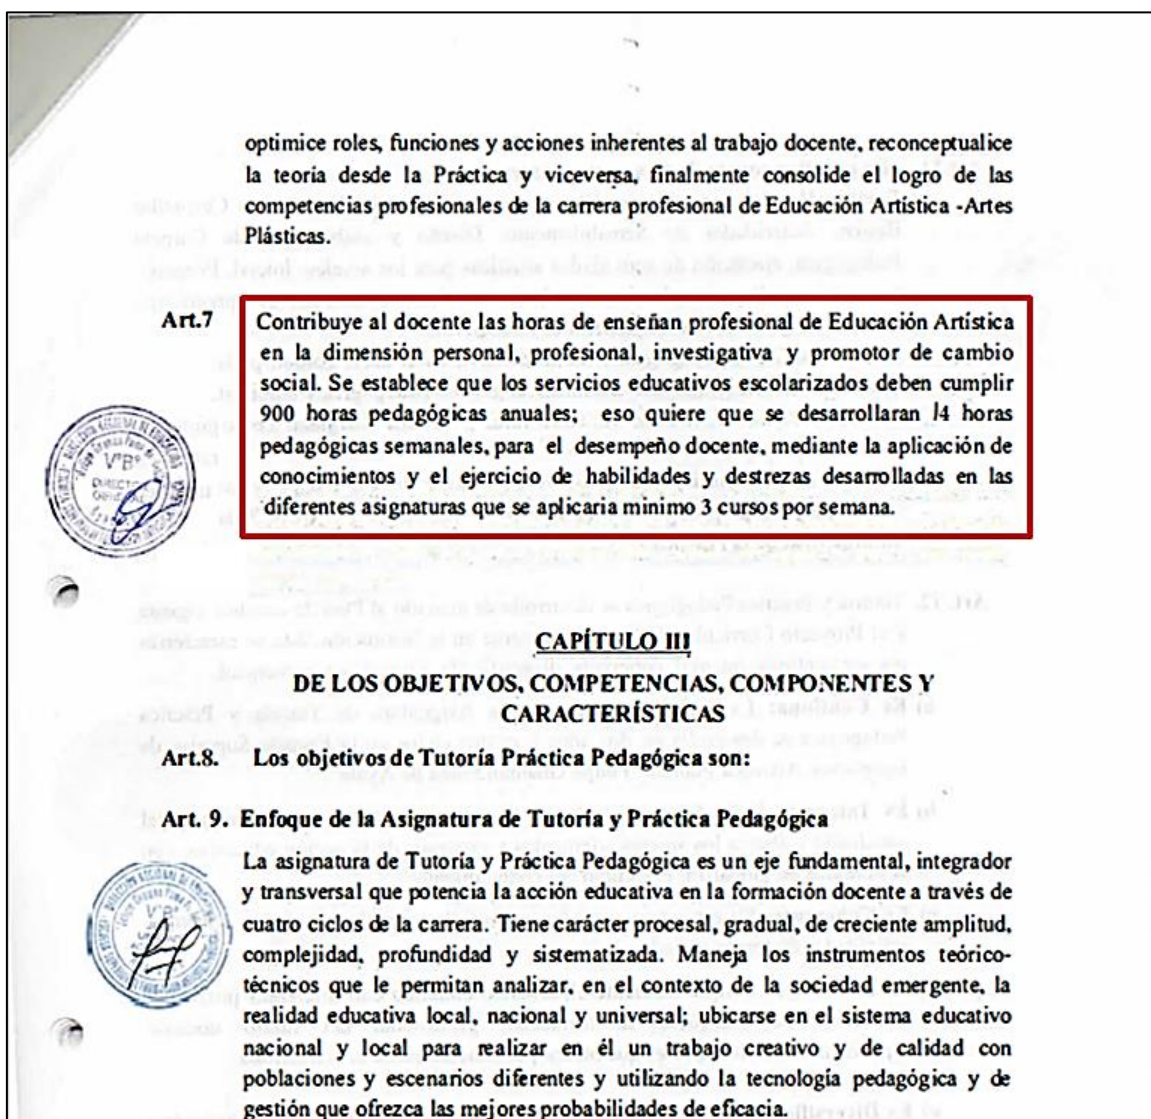 optimice roles, funciones y acciones inherentes al trabajo docente, reconceptualice
la teoría desde la Práctica y viceversa, finalmente consolide el logro de las
competencias profesionales de la carrera profesional de Educación Artística -Artes
Plásticas.
Art.7 Contribuye al docente las horas de enseñan profesional de Educación Artística
en la dimensión personal, profesional, investigativa y promotor de cambio
social. Se establece que los servicios educativos escolarizados deben cumplir
900 horas pedagógicas anuales; eso quiere que se desarrollaran 14 horas
pedagógicas semanales, para el desempeño docente, mediante la aplicación de
conocimientos y el ejercicio de habilidades y destrezas desarrolladas en las
diferentes asignaturas que se aplicaria minimo 3 cursos por semana.
CAPÍTULO III
DE LOS OBJETIVOS, COMPETENCIAS, COMPONENTES Y
CARACTERÍSTICAS
Art.8. Los objetivos de Tutoría Práctica Pedagógica son:
Art. 9. Enfoque de la Asignatura de Tutoría y Práctica Pedagógica
La asignatura de Tutoría y Práctica Pedagógica es un eje fundamental, integrador
y transversal que potencia la acción educativa en la formación docente a través de
cuatro ciclos de la carrera. Tiene carácter procesal, gradual, de creciente amplitud,
complejidad, profundidad y sistematizada. Maneja los instrumentos teórico-
técnicos que le permitan analizar, en el contexto de la sociedad emergente, la
realidad educativa local, nacional y universal; ubicarse en el sistema educativo
nacional y local para realizar en él un trabajo creativo y de calidad con
poblaciones y escenarios diferentes y utilizando la tecnología pedagógica y de
gestión que ofrezca las mejores probabilidades de eficacia.